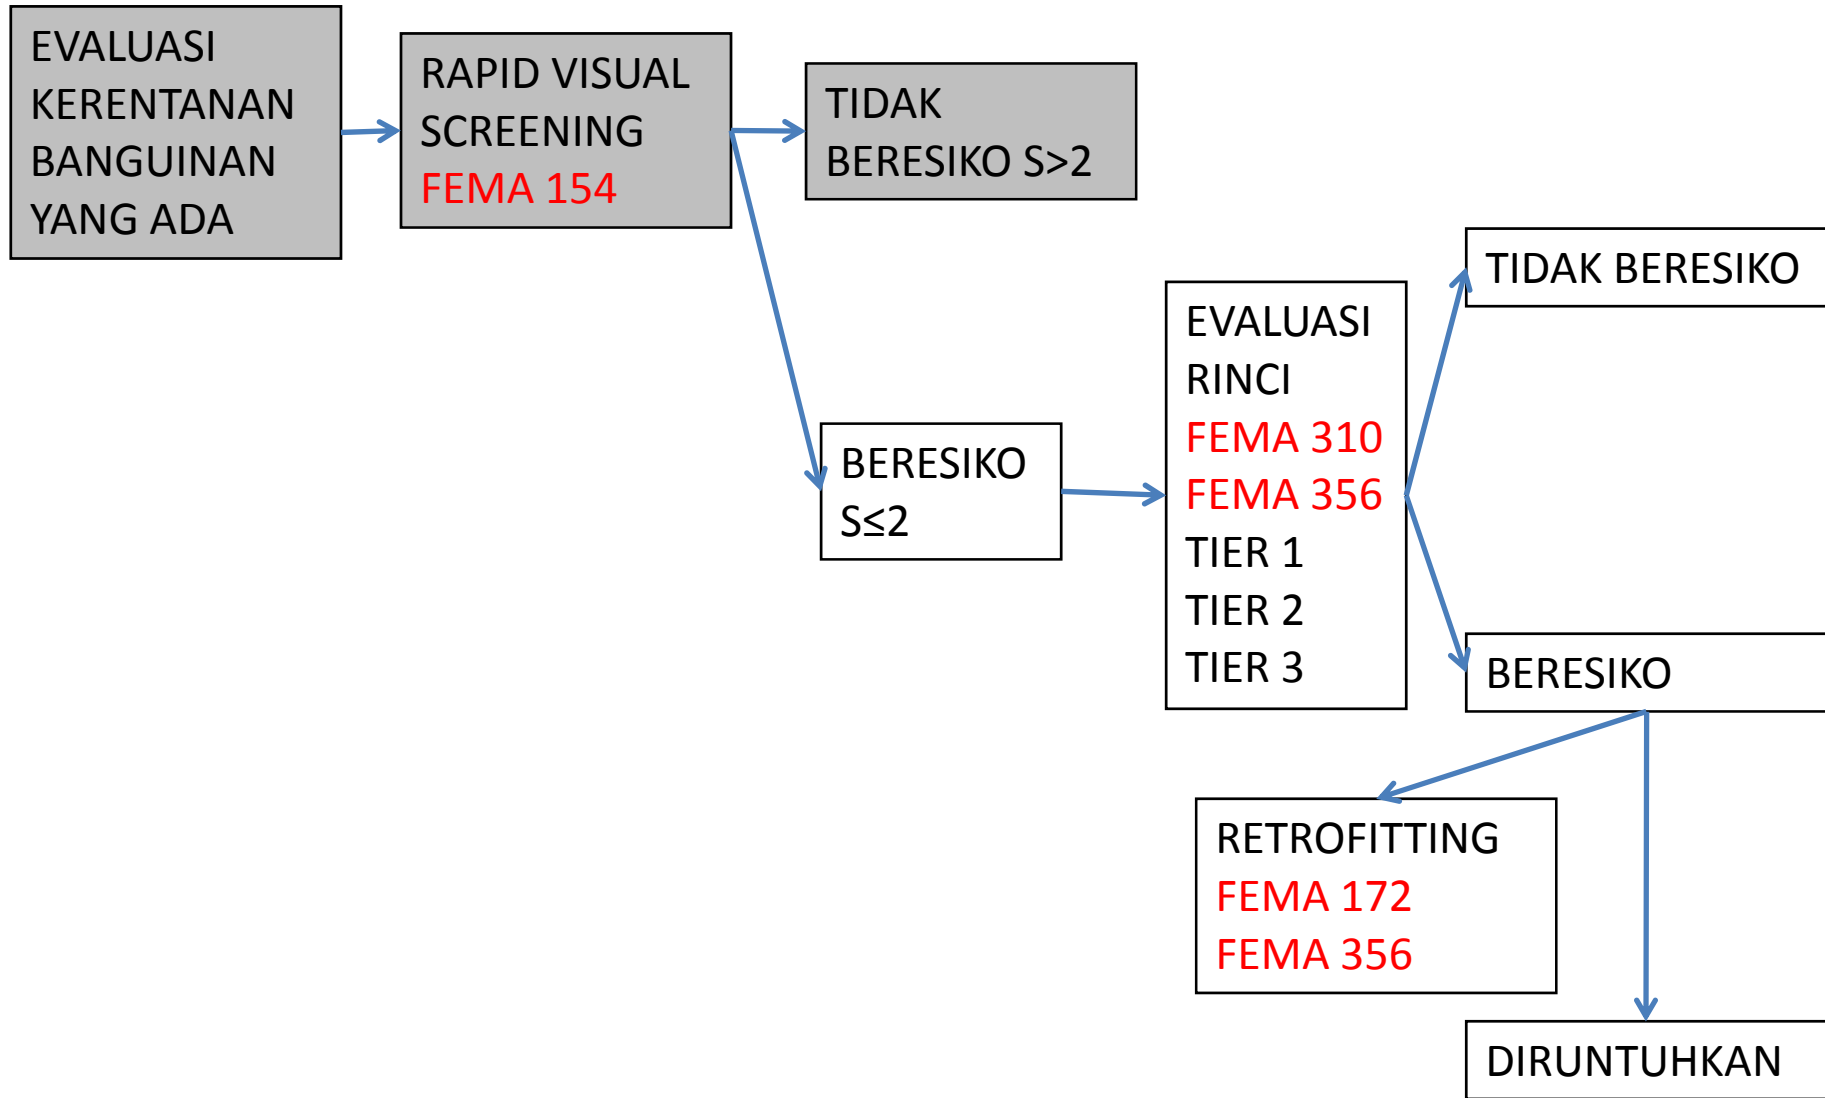 EVALUASI
KERENTANAN
BANGUINAN
YANG ADA
RAPID VISUAL
SCREENING
FEMA 154
TIDAK
BERESIKO S>2
BERESIKO
S≤2
EVALUASI
RINCI
FEMA 310
FEMA 356
TIER 1
TIER 2
TIER 3
TIDAK BERESIKO
BERESIKO
RETROFITTING
FEMA 172
FEMA 356
DIRUNTUHKAN